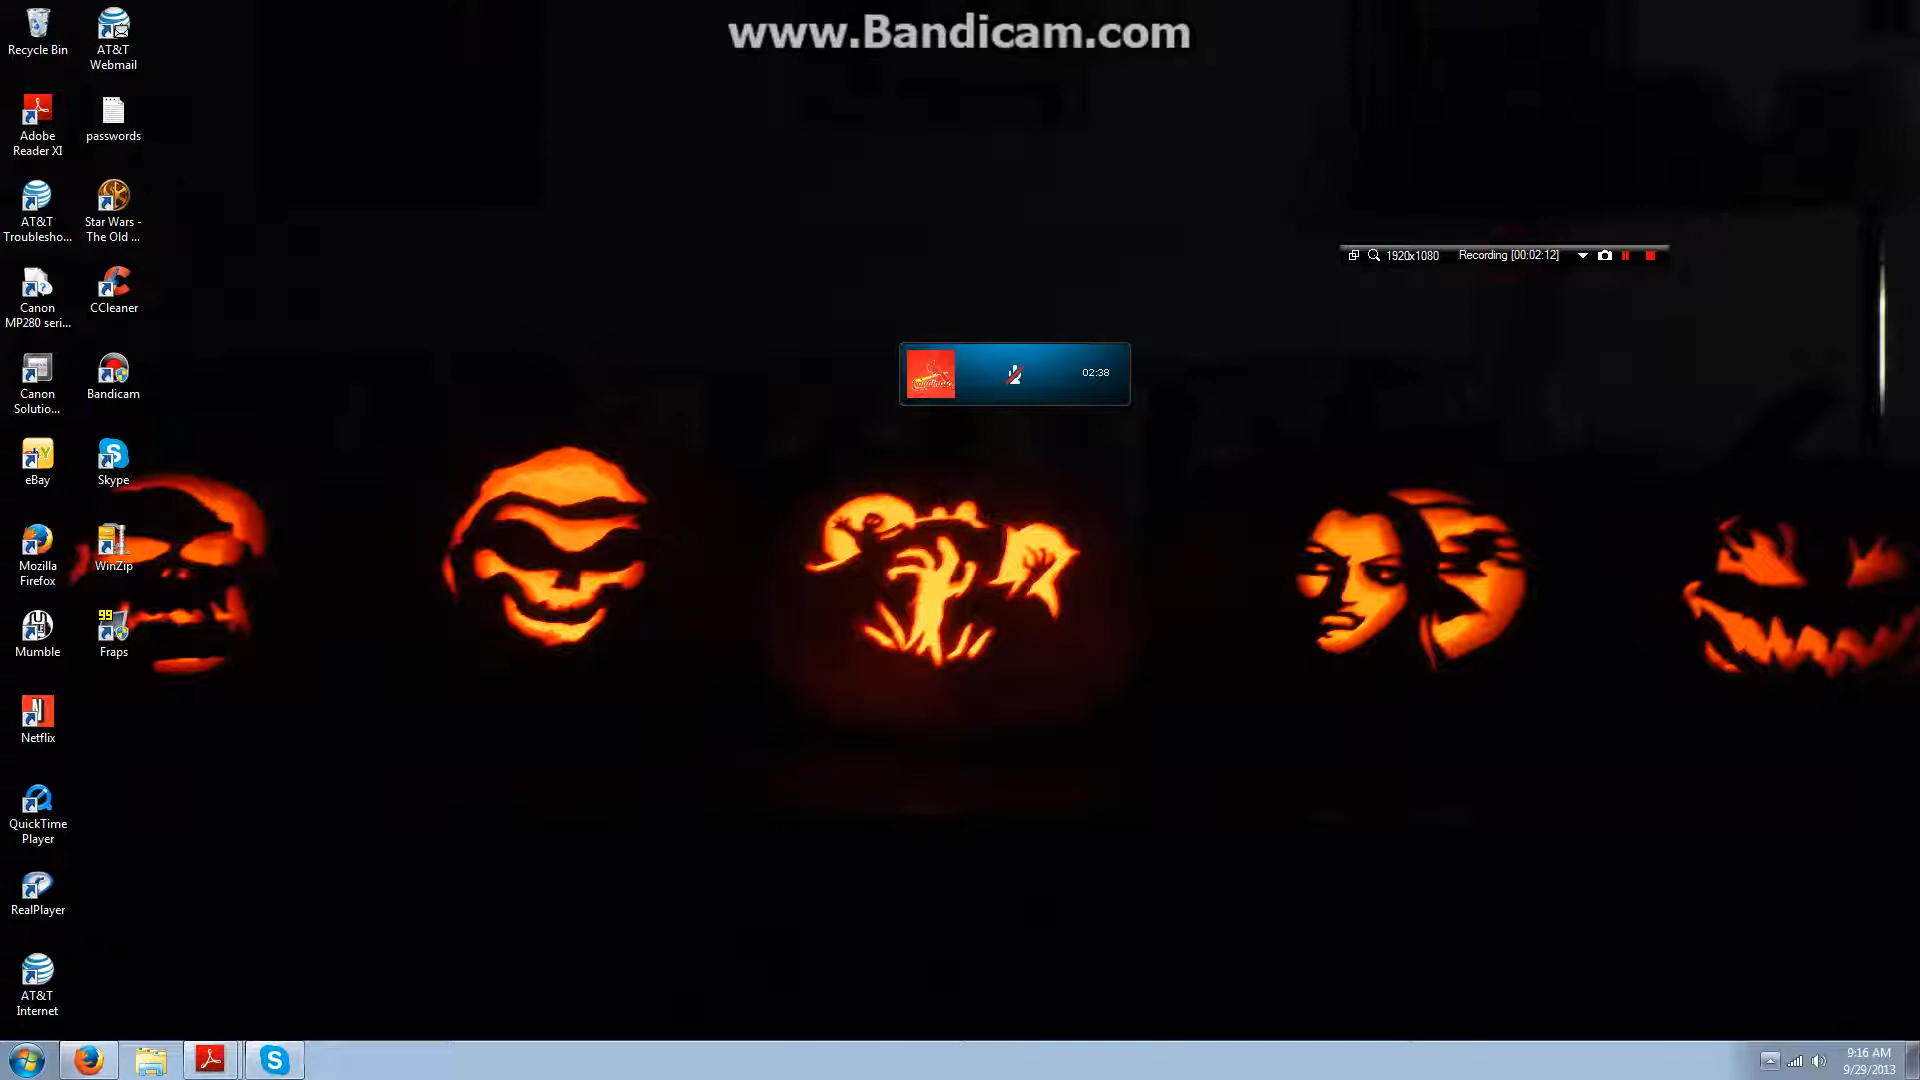 www.Bandicam.com
Recycle Bin
AT&T
Webmail
Adobe
Reader XI
passwords
AT&T
Troublesho...
Star Wars -
The Old ...
1920x1080
Recording [00:02:12]
Canon
MP280 seri...
CCleaner
02:38
Canon
Solutio...
Bandicam
eBay
Skype
Mozilla
Firefox
WinZip
Mumble
99
Fraps
Netflix
QuickTime
Player
RealPlayer
AT&T
Internet
9:16 AM
9/29/2013